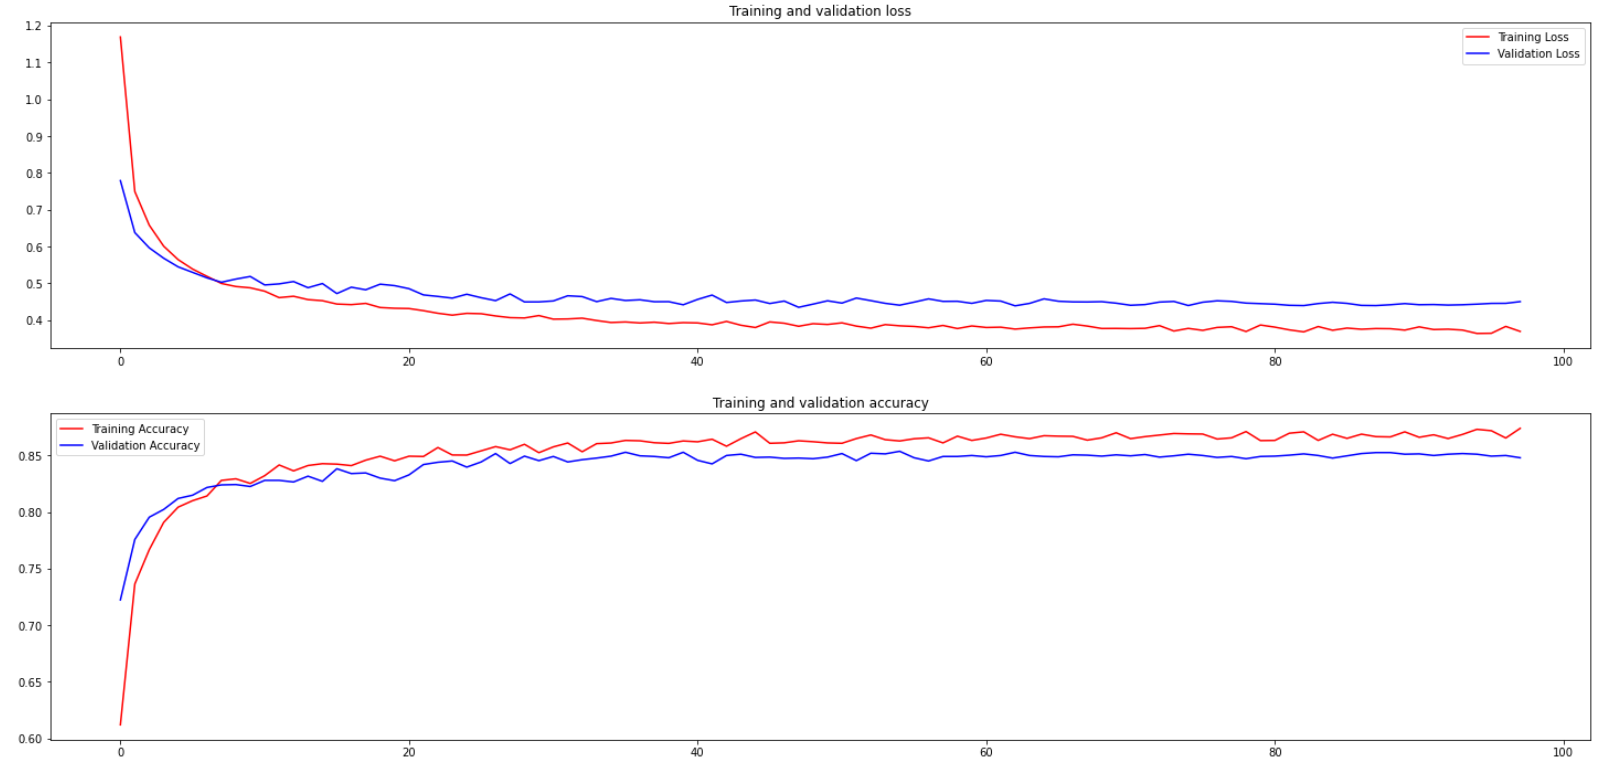 Training and validation loss
1.2
1.1
1.0
0.9
0.8
0.7
0.6
0.5
0.4
Training Loss
Validation Loss
0 20 40 60 80 100
Training and validation accuracy
Training Accuracy
Validation Accuracy
0.85
0.80
0.75
0.70
0.65
0.60
0 20 40 60 80 100